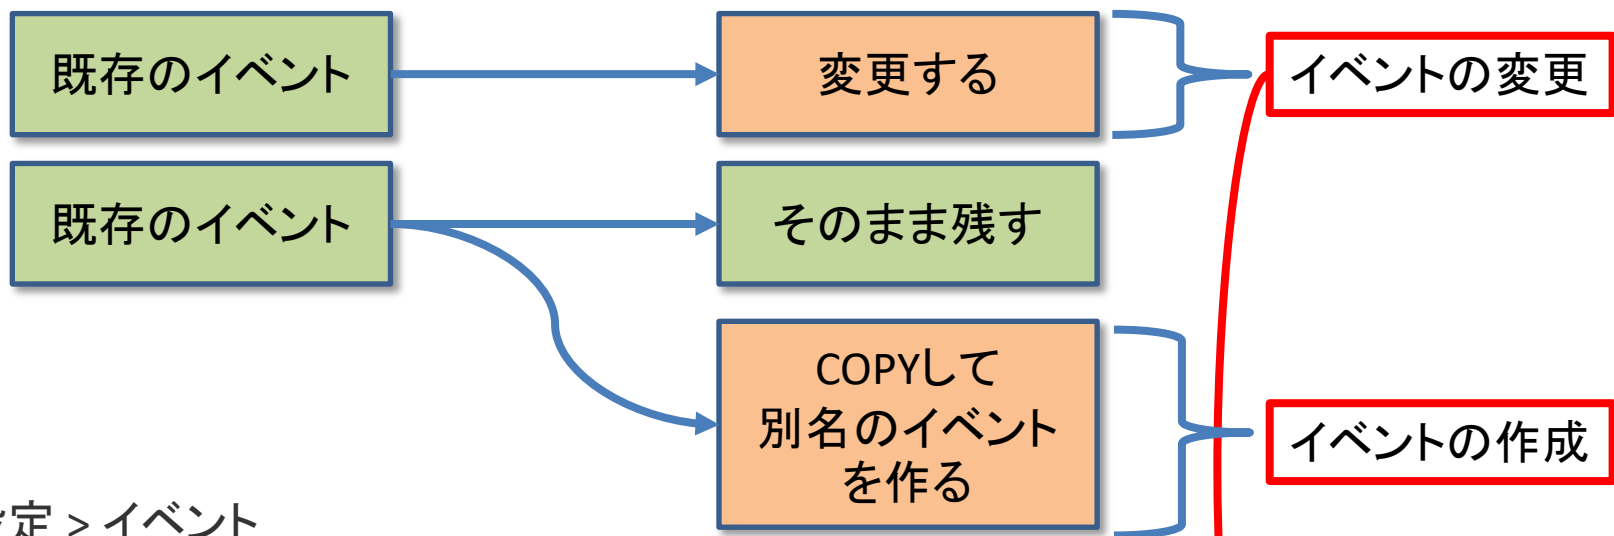 既存のイベント
変更する
イベントの変更
既存のイベント
そのまま残す
COPYして
別名のイベント
を作る
イベントの作成
定 > イベント